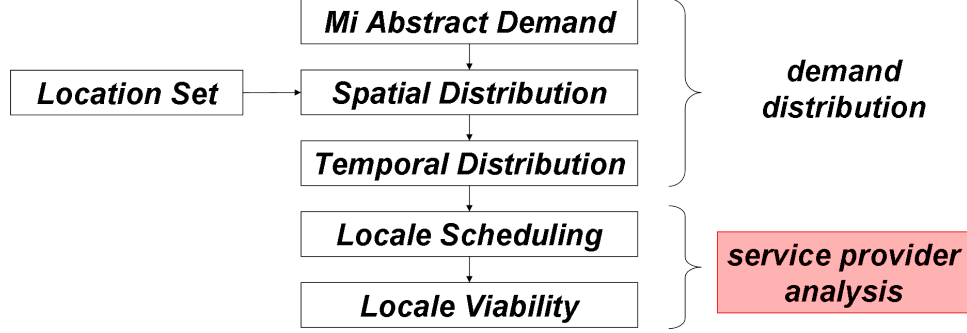 Mi Abstract Demand
Location Set
Spatial Distribution
demand
distribution
Temporal Distribution
Locale Scheduling
service provider
analysis
Locale Viability